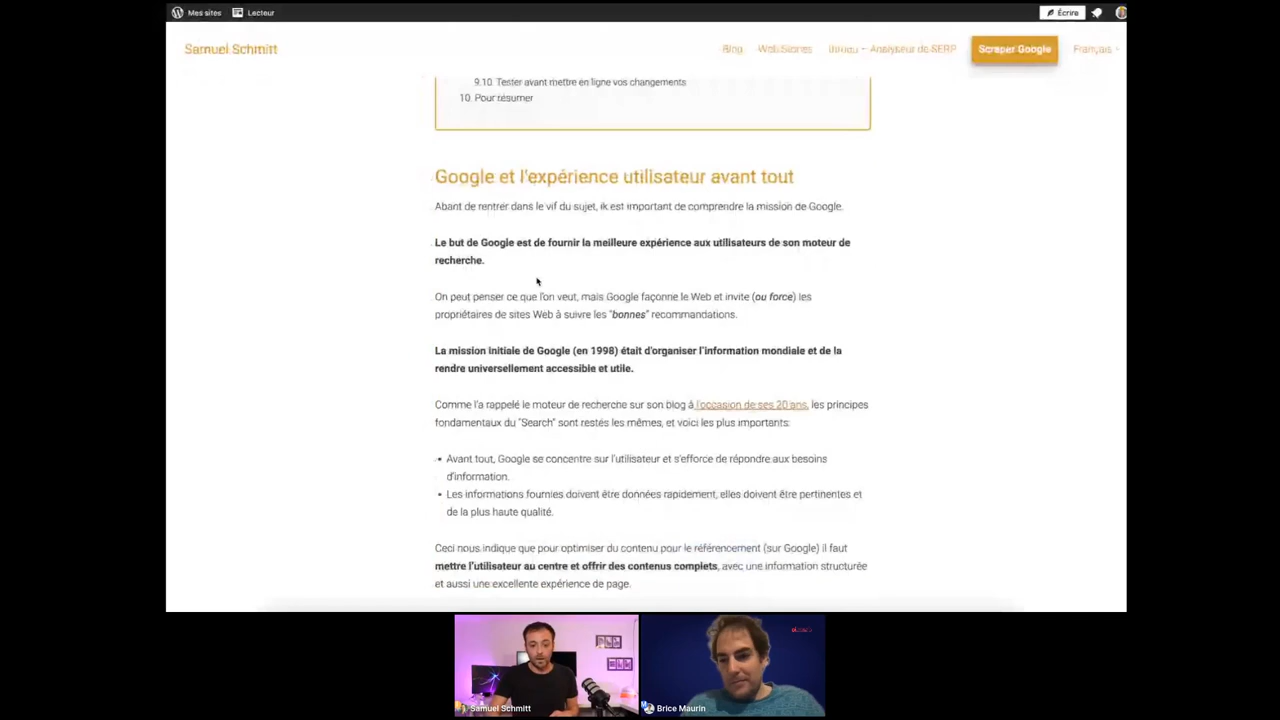 Mes sites Lecteur Écrire
Samuel Schmitt Blog Web Stories Analyseur de SERP Scraper Google Français
9.10. Tester avant mettre en ligne vos changements
10. Pour résumer
Google et l'expérience utilisateur avant tout
Abant de rentrer dans le vif du sujet, ik est important de comprendre la mission de Google.
Le but de Google est de fournir la meilleure expérience aux utilisateurs de son moteur de
recherche.
On peut penser ce que l'on veut, mais Google façonne le Web et invite (ou force) les
propriétaires de sites Web à suivre les "bonnes" recommandations.
La mission initiale de Google (en 1998) était d'organiser l'information mondiale et de la
rendre universellement accessible et utile.
Comme l'a rappelé le moteur de recherche sur son blog à l'occasion de ses 20 ans, les principes
fondamentaux du "Search" sont restés les mêmes, et voici les plus importants:
• Avant tout, Google se concentre sur l'utilisateur et s'efforce de répondre aux besoins
d'information.
• Les informations fournies doivent être données rapidement, elles doivent être pertinentes et
de la plus haute qualité.
Ceci nous indique que pour optimiser du contenu pour le référencement (sur Google) il faut
mettre l'utilisateur au centre et offrir des contenus complets, avec une information structurée
et aussi une excellente expérience de page.
Samuel Schmitt
Brice Maurin